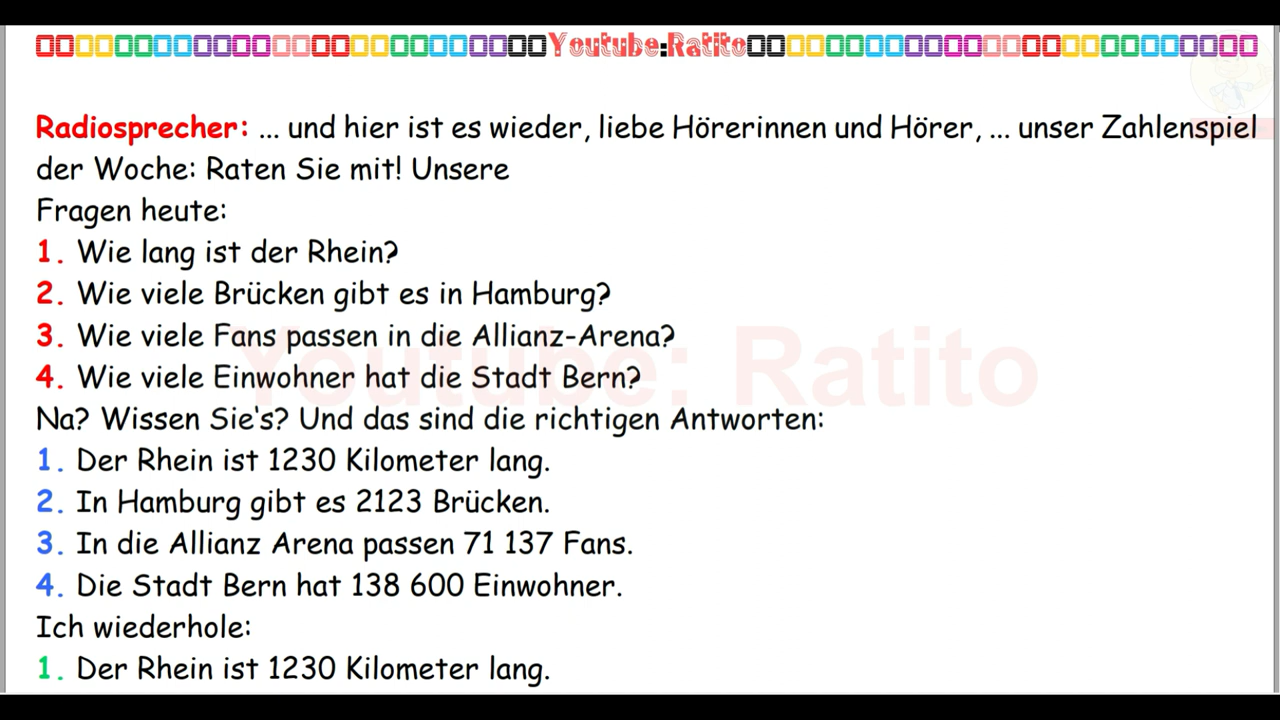 Youtube:Ratito
Radiosprecher: ... und hier ist es wieder, liebe Hörerinnen und Hörer, ... unser Zahlenspiel
der Woche: Raten Sie mit! Unsere
Fragen heute:
1. Wie lang ist der Rhein?
2. Wie viele Brücken gibt es in Hamburg?
3. Wie viele Fans passen in die Allianz-Arena?
4. Wie viele Einwohner hat die Stadt Bern?
Youtube: Ratito
Na? Wissen Sie's? Und das sind die richtigen Antworten:
1. Der Rhein ist 1230 Kilometer lang.
2. In Hamburg gibt es 2123 Brücken.
3. In die Allianz Arena passen 71 137 Fans.
4. Die Stadt Bern hat 138 600 Einwohner.
Ich wiederhole:
1. Der Rhein ist 1230 Kilometer lang.